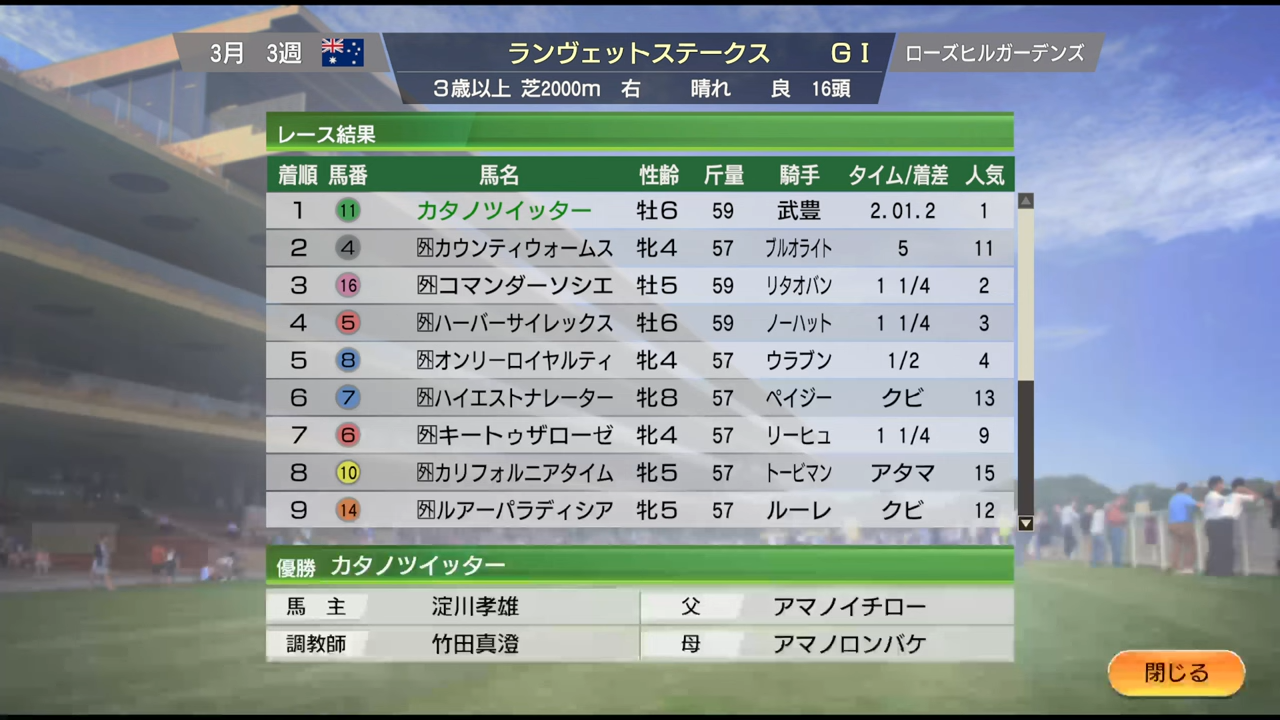 3月 3週 ランヴェットステークス GⅠ ローズヒルガーデンズ
3歳以上 芝2000m 右 晴れ 良 16頭
レース結果
着順 馬番 馬名 性齢 斤量 騎手 タイム/着差 人気
1 11 カタノツイッター 牡6 59 武豊 2.01.2 1
2 4 外カウンティウォームス 牝4 57 ブルオライト 5 11
3 16 外コマンダーソシエ 牡5 59 リタオバン 1 1/4 2
4 5 外ハーバーサイレックス 牡6 59 ノーハット 1 1/4 3
5 8 外オンリーロイヤルティ 牝4 57 ウラブン 1/2 4
6 7 外ハイエストナレーター 牝8 57 ペイジー クビ 13
7 6 外キートゥザローゼ 牝4 57 リーヒュ 1 1/4 9
8 10 外カリフォルニアタイム 牝5 57 トービマン アタマ 15
9 14 外ルアーパラディシア 牝5 57 ルーレ クビ 12
優勝 カタノツイッター
馬主 淀川孝雄 父 アマノイチロー
調教師 竹田真澄 母 アマノロンバケ
閉じる